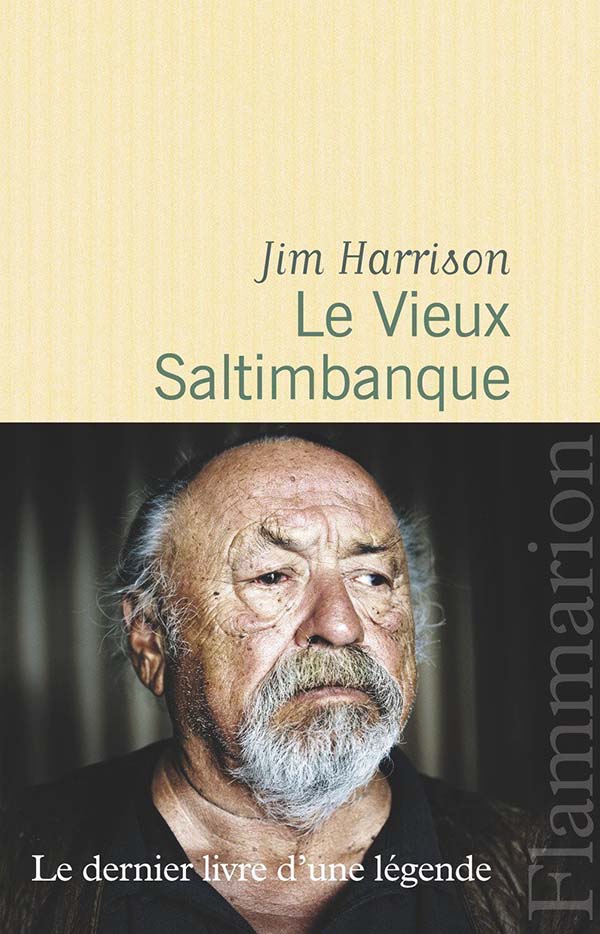 Jim Harrison
Le Vieux
Saltimbanque
Flammarion
Le dernier livre d'une légende